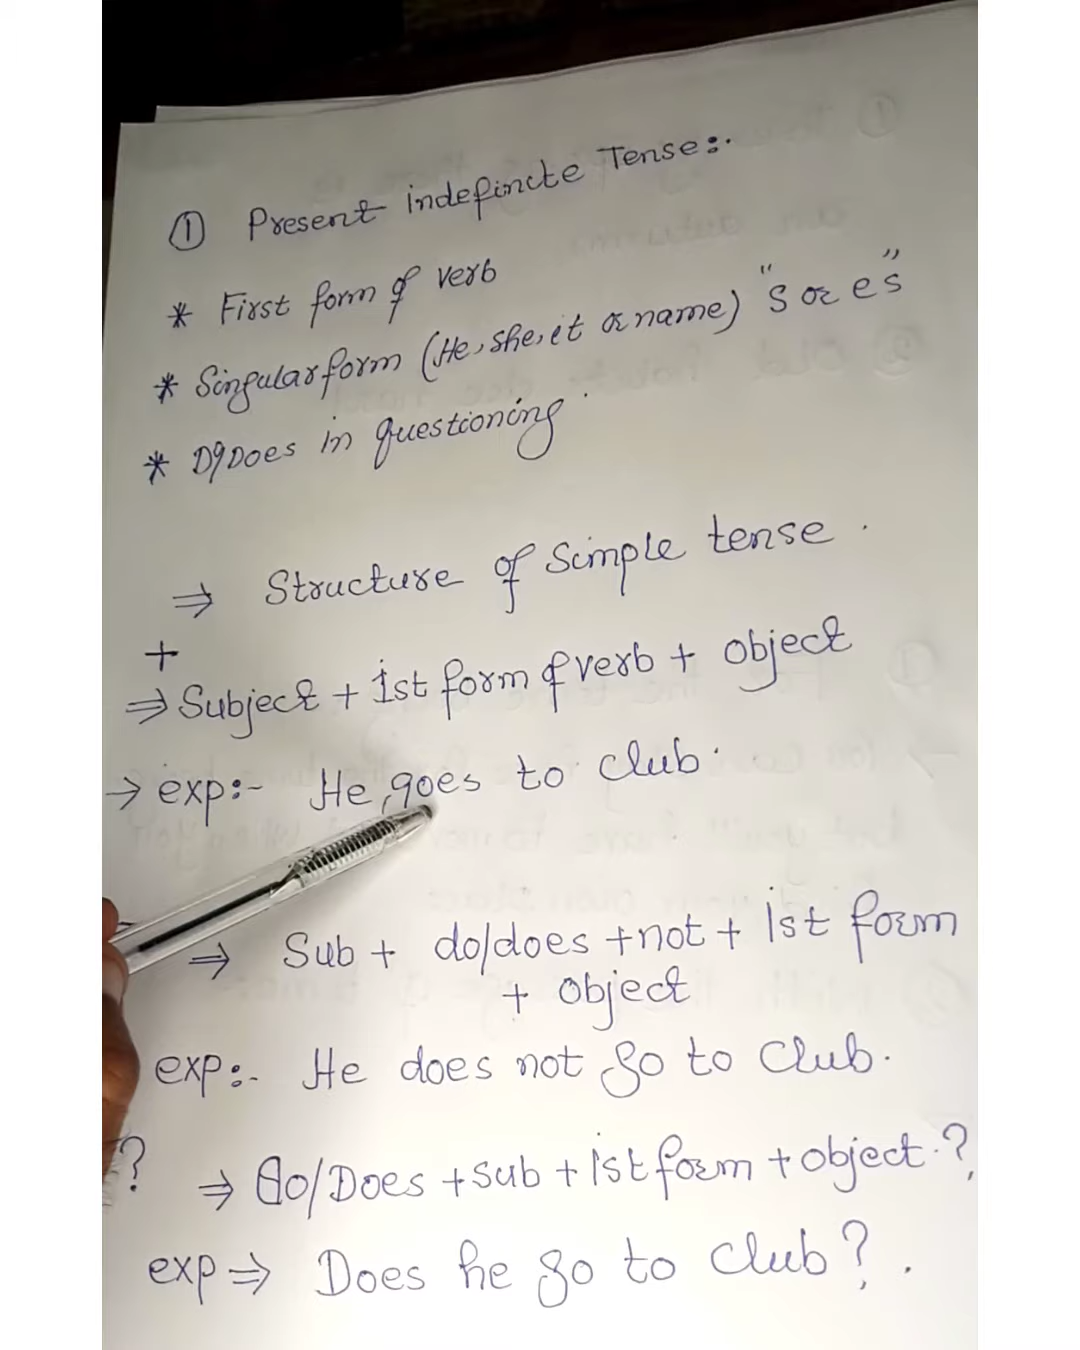 ① Present indefinite Tense:.
* First form of verb
* Singular form (He, she, it or name) "s or es"
* Do/Does in questioning
⇒ Structure of Simple tense.
+
⇒ Subject + 1st form of verb + object
→ exp:- He goes to club.
⇒ Sub + do/does + not + 1st form
+ object
exp:- He does not go to club.
? ⇒ Do/Does + sub + 1st form + object.?
exp ⇒ Does he go to club?.